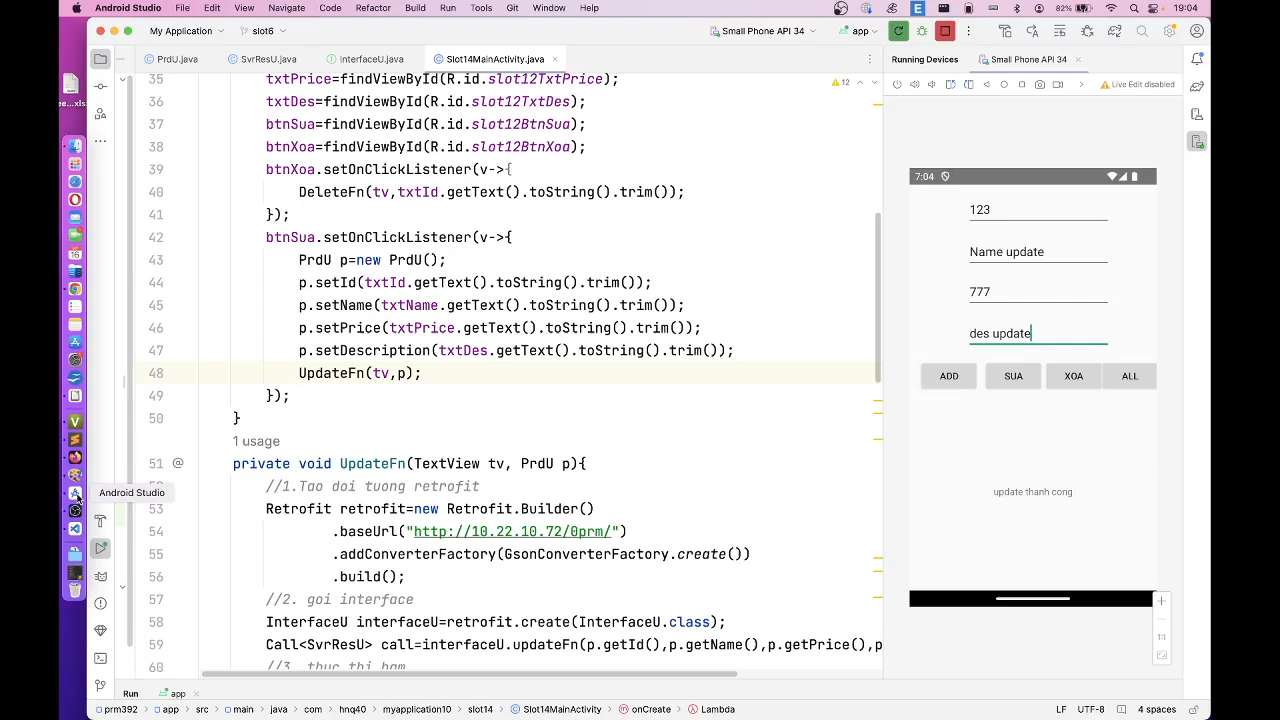 Android Studio File Edit View Navigate Code Refactor Build Run Tools Git Window Help 82% 19:04
My Application slot6 Small Phone API 34 app
PrdU.java SvrResU.java InterfaceU.java Slot14MainActivity.java Running Devices Small Phone API 34
Live Edit disabled
12
35 txtPrice=findViewById(R.id.slot12TxtPrice);
36 txtDes=findViewById(R.id.slot12TxtDes);
37 btnSua=findViewById(R.id.slot12BtnSua);
38 btnXoa=findViewById(R.id.slot12BtnXoa);
39 btnXoa.setOnClickListener(v->{
40 DeleteFn(tv,txtId.getText().toString().trim());
41 });
42 btnSua.setOnClickListener(v->{
43 PrdU p=new PrdU();
44 p.setId(txtId.getText().toString().trim());
45 p.setName(txtName.getText().toString().trim());
46 p.setPrice(txtPrice.getText().toString().trim());
47 p.setDescription(txtDes.getText().toString().trim());
48 UpdateFn(tv,p);
49 });
50 }
1 usage
51 private void UpdateFn(TextView tv, PrdU p){
//1.Tao doi tuong retrofit
53 Retrofit retrofit=new Retrofit.Builder()
54 .baseUrl("http://10.22.10.72/0prm/")
55 .addConverterFactory(GsonConverterFactory.create())
56 .build();
57 //2. goi interface
58 InterfaceU interfaceU=retrofit.create(InterfaceU.class);
59 Call<SvrResU> call=interfaceU.updateFn(p.getId(),p.getName(),p.getPrice(),p
60 //3. thuc thi ham
Android Studio
7:04
123
Name update
777
des update
ADD SUA XOA ALL
update thanh cong
1:1
Run app
prm392 app src main java com hnq40 myapplication10 slot14 Slot14MainActivity onCreate Lambda LF UTF-8 4 spaces